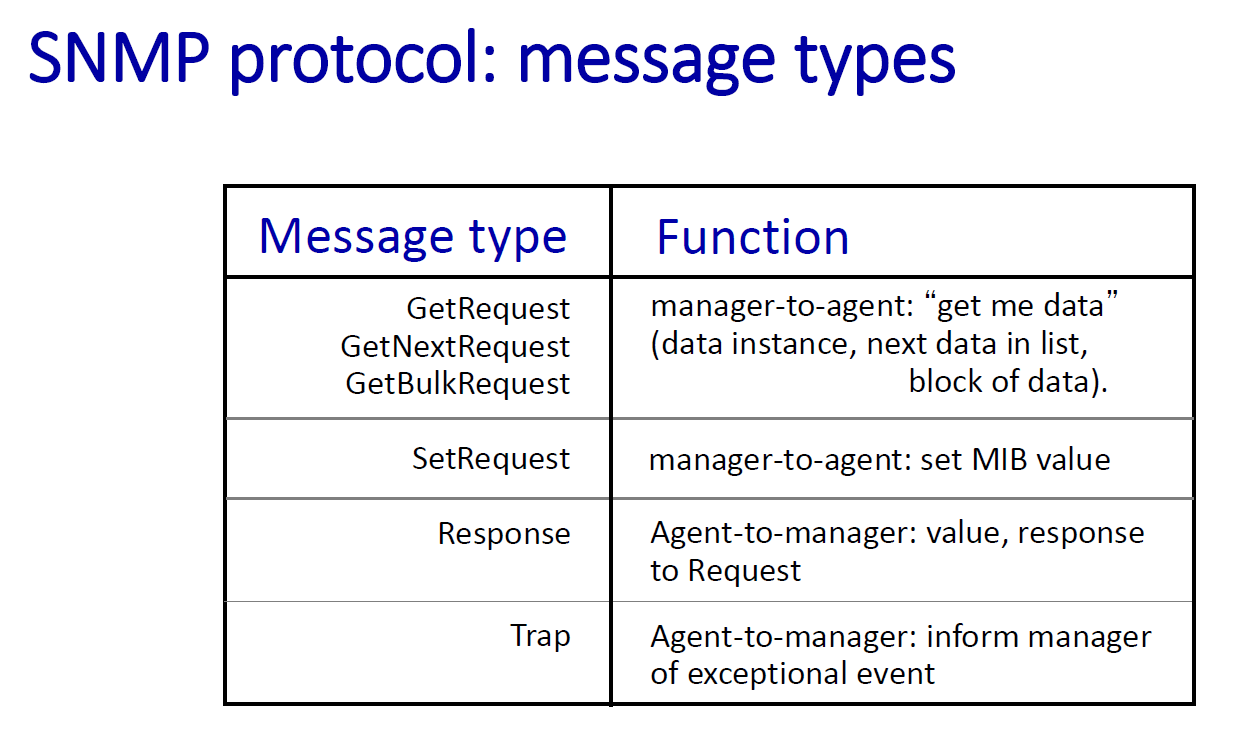 SNMP protocol: message types
Message type
Function
GetRequest
GetNextRequest
GetBulkRequest
manager-to-agent: “get me data”
(data instance, next data in list,
block of data).
SetRequest
manager-to-agent: set MIB value
Response
Agent-to-manager: value, response
to Request
Trap
Agent-to-manager: inform manager
of exceptional event